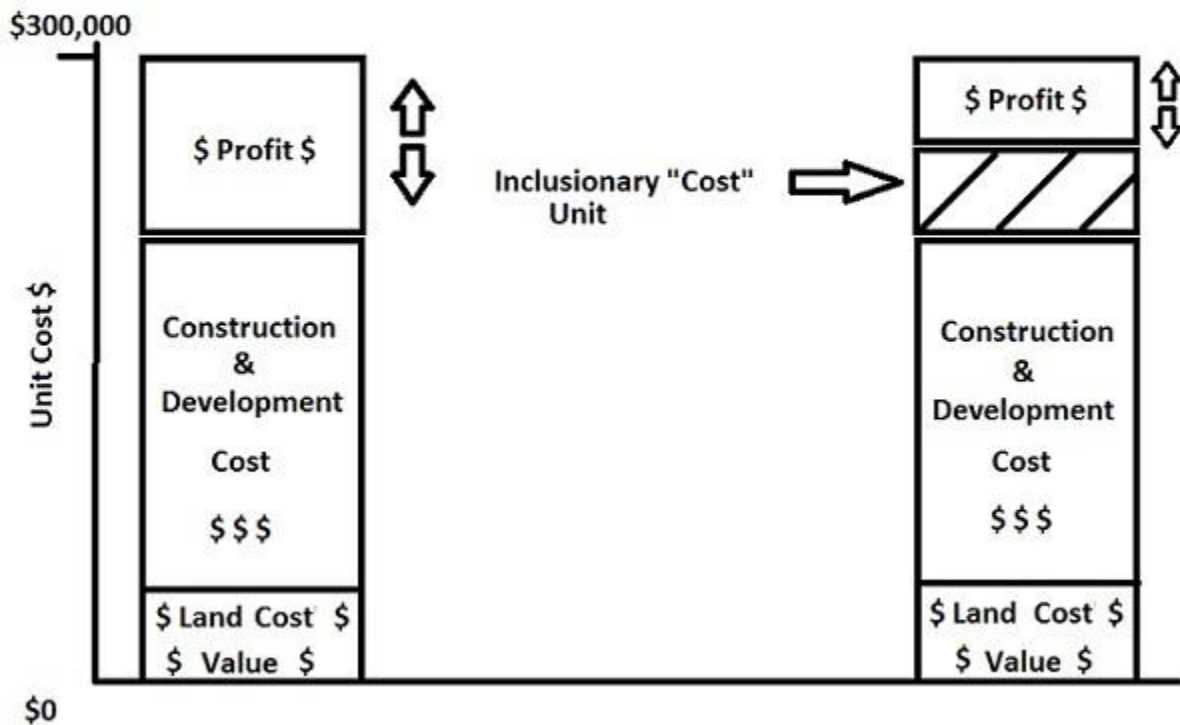 $300,000
Unit Cost $
$0
$ Profit $
Construction
&
Development
Cost
$ $ $
$ Land Cost $
$ Value $
Inclusionary "Cost"
Unit
$ Profit $
Construction
&
Development
Cost
$ $ $
$ Land Cost $
$ Value $